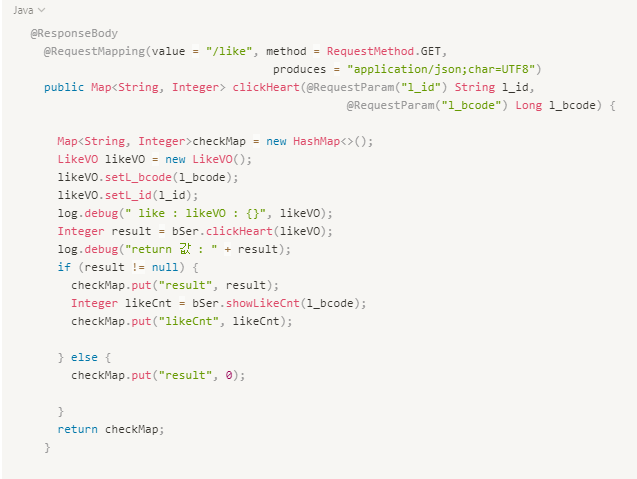 Java
@ResponseBody
@RequestMapping(value = "/like", method = RequestMethod.GET,
produces = "application/json;char=UTF8")
public Map<String, Integer> clickHeart(@RequestParam("l_id") String l_id,
@RequestParam("l_bcode") Long l_bcode) {
Map<String, Integer>checkMap = new HashMap<>();
LikeVO likeVO = new LikeVO();
likeVO.setL_bcode(l_bcode);
likeVO.setL_id(l_id);
log.debug(" like : likeVO : {}", likeVO);
Integer result = bSer.clickHeart(likeVO);
log.debug("return 값 : " + result);
if (result != null) {
checkMap.put("result", result);
Integer likeCnt = bSer.showLikeCnt(l_bcode);
checkMap.put("likeCnt", likeCnt);
} else {
checkMap.put("result", 0);
}
return checkMap;
}